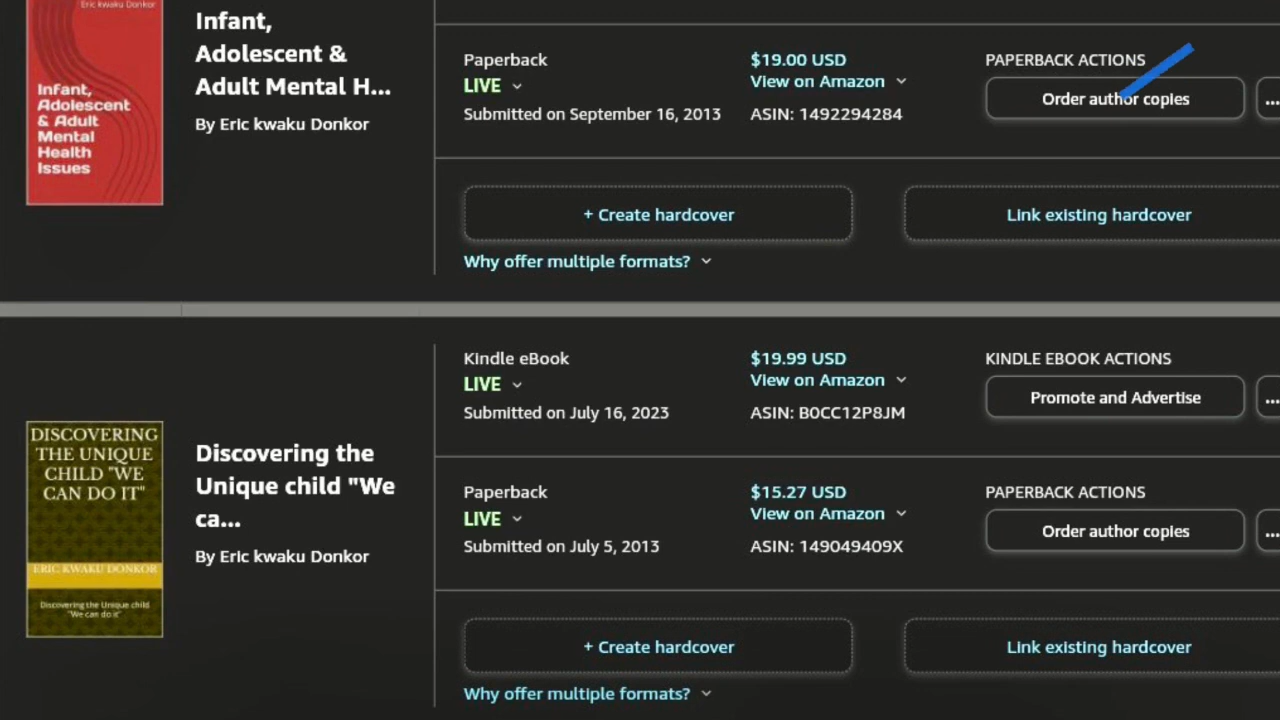 Eric kwaku Donkor
Infant,
Adolescent
& Adult
Mental
Health
Issues
Infant,
Adolescent &
Adult Mental H...
By Eric kwaku Donkor
Paperback
LIVE
Submitted on September 16, 2013
$19.00 USD
View on Amazon
ASIN: 1492294284
PAPERBACK ACTIONS
Order author copies
...
+ Create hardcover
Link existing hardcover
Why offer multiple formats?
DISCOVERING
THE UNIQUE
CHILD "WE
CAN DO IT"
ERIC KWAKU DONKOR
Discovering the Unique child
"We can do it"
Discovering the
Unique child "We
ca...
By Eric kwaku Donkor
Kindle eBook
LIVE
Submitted on July 16, 2023
$19.99 USD
View on Amazon
ASIN: B0CC12P8JM
KINDLE EBOOK ACTIONS
Promote and Advertise
...
Paperback
LIVE
Submitted on July 5, 2013
$15.27 USD
View on Amazon
ASIN: 149049409X
PAPERBACK ACTIONS
Order author copies
...
+ Create hardcover
Link existing hardcover
Why offer multiple formats?